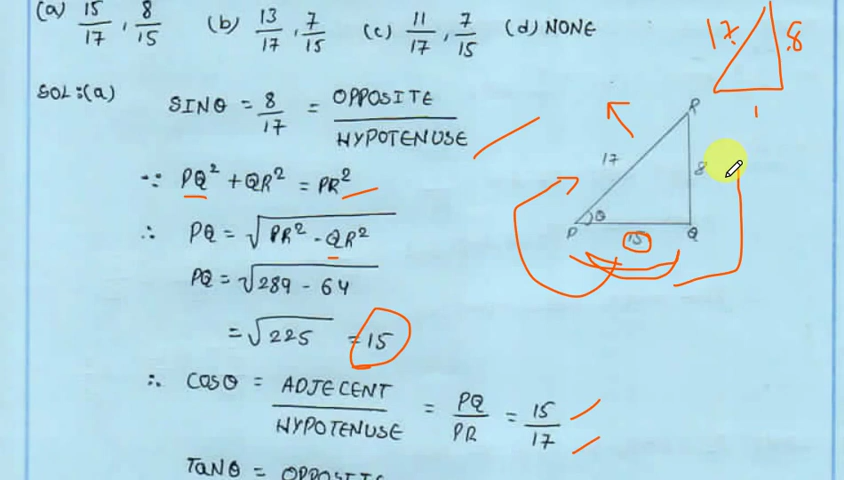 (a) 15/17, 8/15 (b) 13/17, 7/15 (c) 11/17, 7/15 (d) NONE
SOL:(a) SINθ = 8/17 = OPPOSITE/HYPOTENUSE
∵ PQ² + QR² = PR²
∴ PQ = √PR² - QR²
PQ = √289 - 64
= √225 = 15
∴ COSθ = ADJECENT/HYPOTENUSE = PQ/PR = 15/17
TANθ = OPPOSITE
17 8
R
17 8
θ
P 15 Q